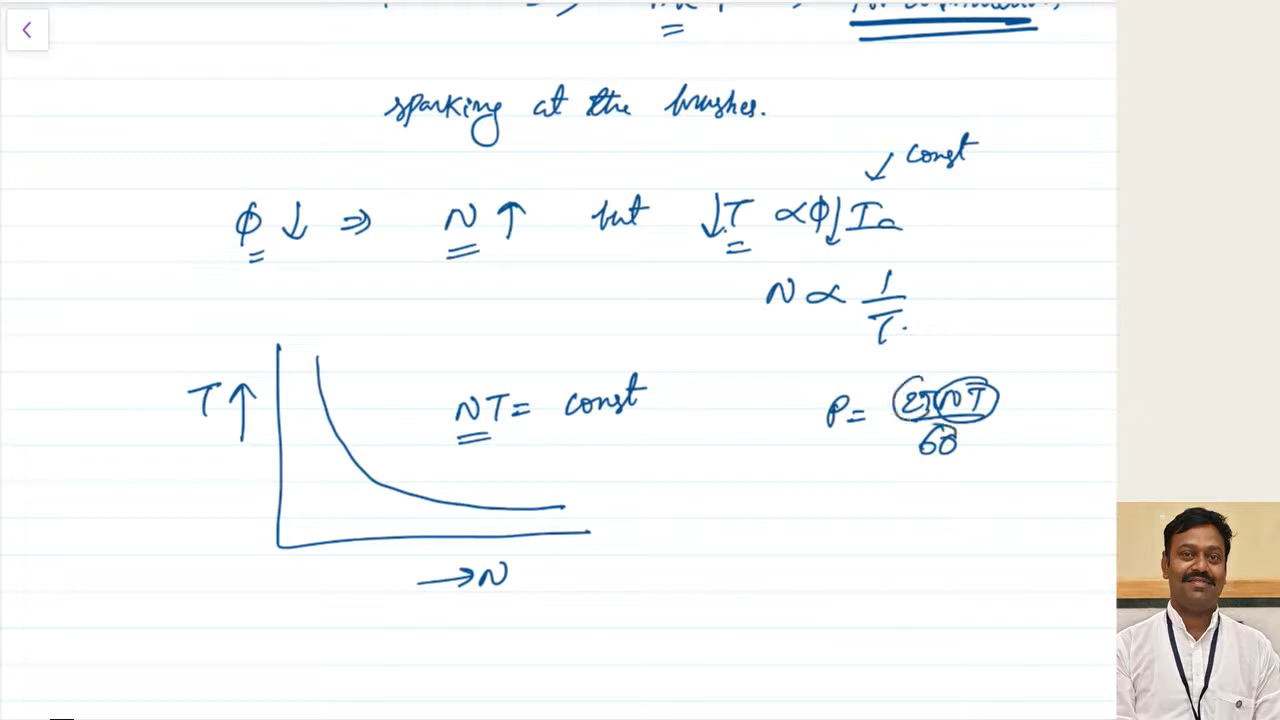 sparking at the brushes.
const
ϕ ↓ ⇒ N ↑ but ↓T ∝ ϕ↓ Ia
N ∝ 1/T.
T ↑ NT = const P = 2πNT/60
→ N